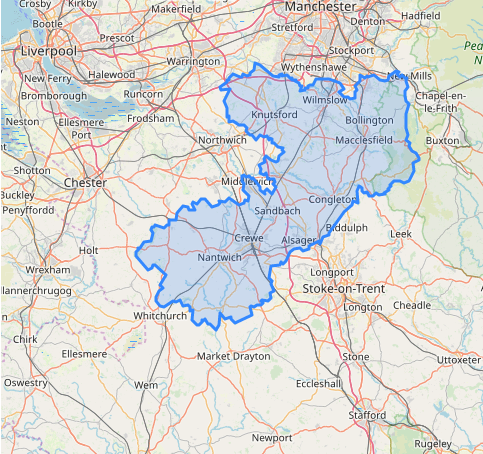 Crosby
Kirkby
Makerfield
Manchester
Hadfield
Bootle
Prescot
Stretford
Denton
Liverpool
Warrington
Stockport
New Ferry
Halewood
Wythenshawe
New Mills
Bromborough
Runcorn
Wilmslow
Chapel-en-
le-Frith
Neston
Ellesmere
Port
Frodsham
Knutsford
Bollington
Northwich
Macclesfield
Buxton
Shotton
Chester
Middlewich
Buckley
Penyffordd
Sandbach
Congleton
Holt
Crewe
Alsager
Biddulph
Leek
Wrexham
Nantwich
Longport
llannerchrugog
Stoke-on-Trent
Whitchurch
Longton
Cheadle
Chirk
Ellesmere
Market Drayton
Stone
Uttoxeter
Oswestry
Wem
Eccleshall
Stafford
Newport
Rugeley